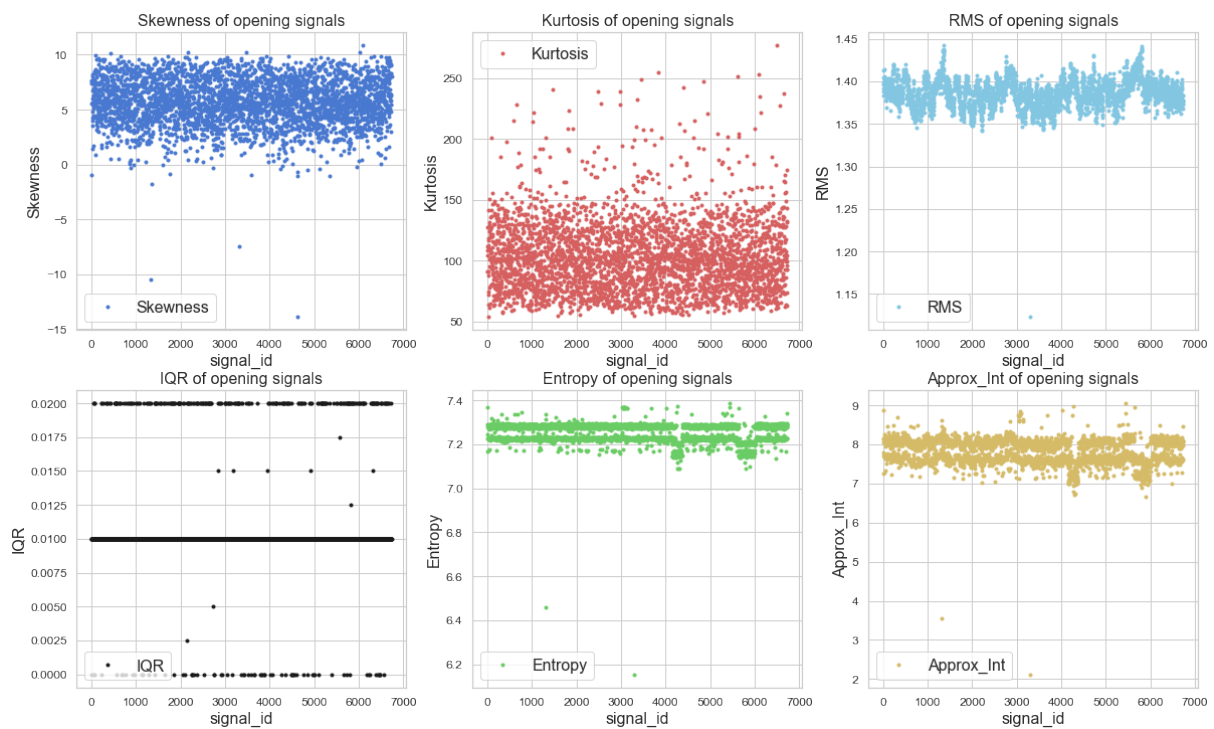 Skewness of opening signals
10
5
0
−5
−10
−15
Skewness
Skewness
0 1000 2000 3000 4000 5000 6000 7000
signal_id
Kurtosis of opening signals
Kurtosis
250
200
150
100
50
Kurtosis
0 1000 2000 3000 4000 5000 6000 7000
signal_id
RMS of opening signals
1.45
1.40
1.35
1.30
1.25
1.20
1.15
RMS
RMS
0 1000 2000 3000 4000 5000 6000 7000
signal_id
IQR of opening signals
0.0200
0.0175
0.0150
0.0125
0.0100
0.0075
0.0050
0.0025
0.0000
IQR
IQR
0 1000 2000 3000 4000 5000 6000 7000
signal_id
Entropy of opening signals
7.4
7.2
7.0
6.8
6.6
6.4
6.2
Entropy
Entropy
0 1000 2000 3000 4000 5000 6000 7000
signal_id
Approx_Int of opening signals
9
8
7
6
5
4
3
2
Approx_Int
Approx_Int
0 1000 2000 3000 4000 5000 6000 7000
signal_id